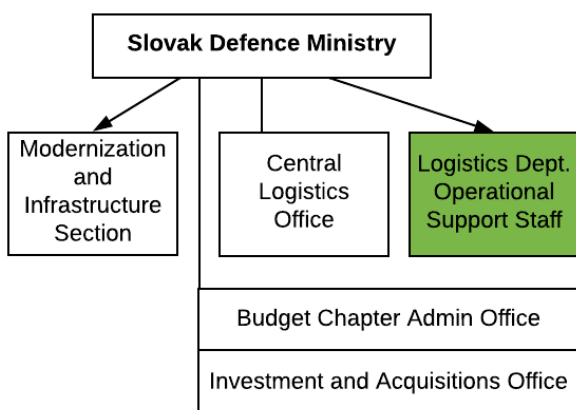 Slovak Defence Ministry
Modernization
and
Infrastructure
Section
Central
Logistics
Office
Logistics Dept.
Operational
Support Staff
Budget Chapter Admin Office
Investment and Acquisitions Office